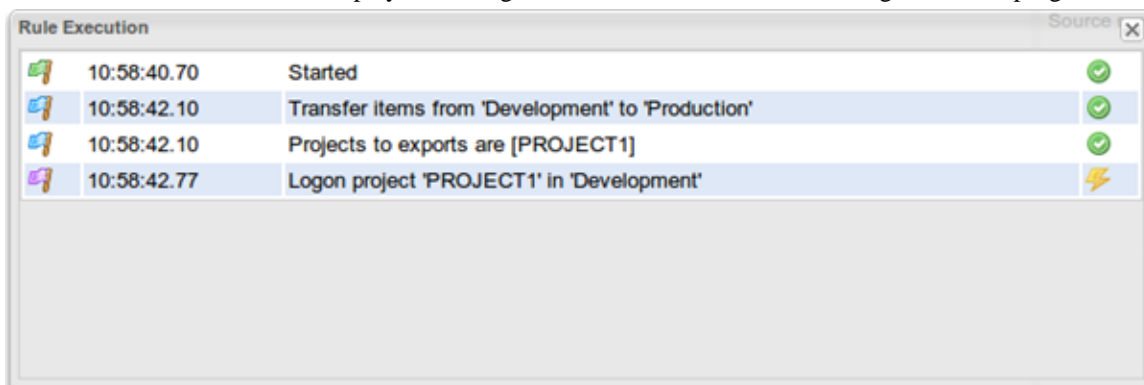 Rule Execution
Source
10:58:40.70 Started
10:58:42.10 Transfer items from 'Development' to 'Production'
10:58:42.10 Projects to exports are [PROJECT1]
10:58:42.77 Logon project 'PROJECT1' in 'Development'